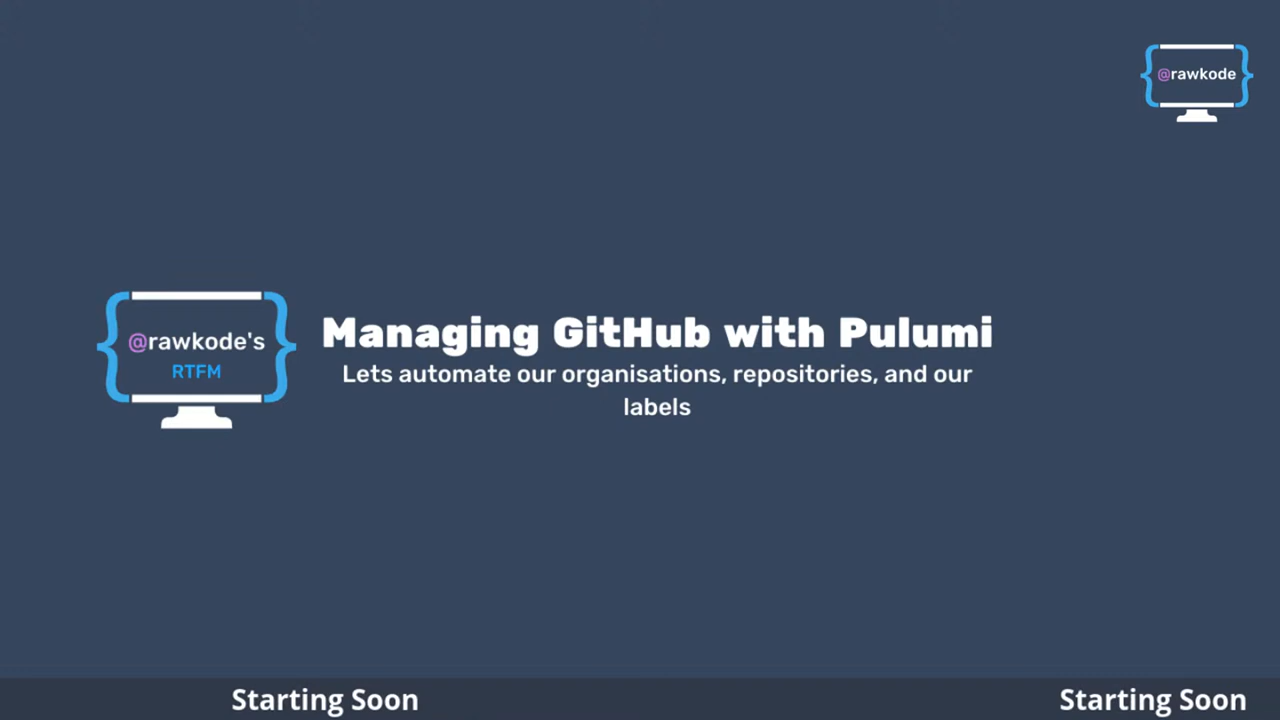 @rawkode
@rawkode's
RTFM
Managing GitHub with Pulumi
Lets automate our organisations, repositories, and our
labels
Starting Soon
Starting Soon